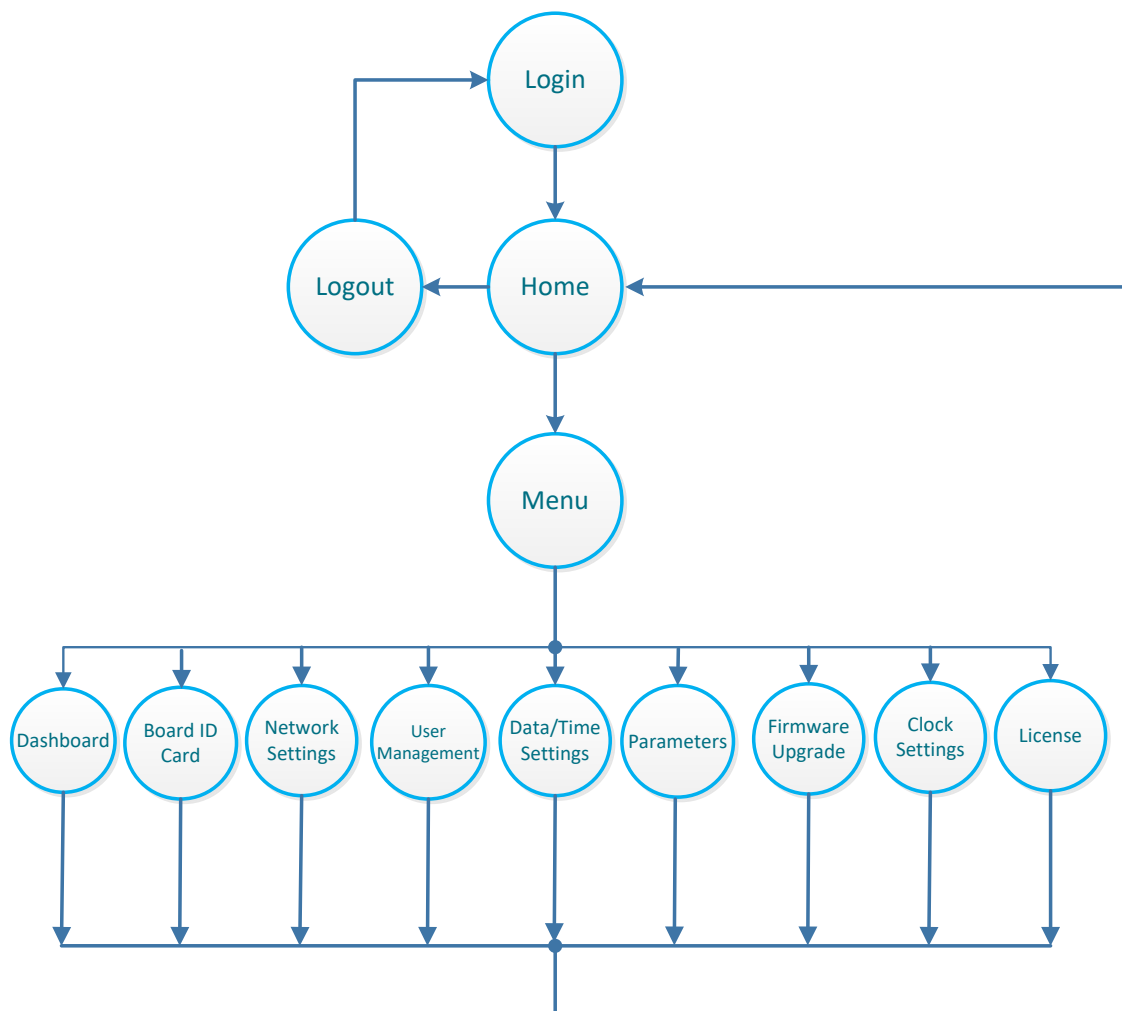 Login
Logout
Home
Menu
Dashboard
Board ID
Card
Network
Settings
User
Management
Data/Time
Settings
Parameters
Firmware
Upgrade
Clock
Settings
License